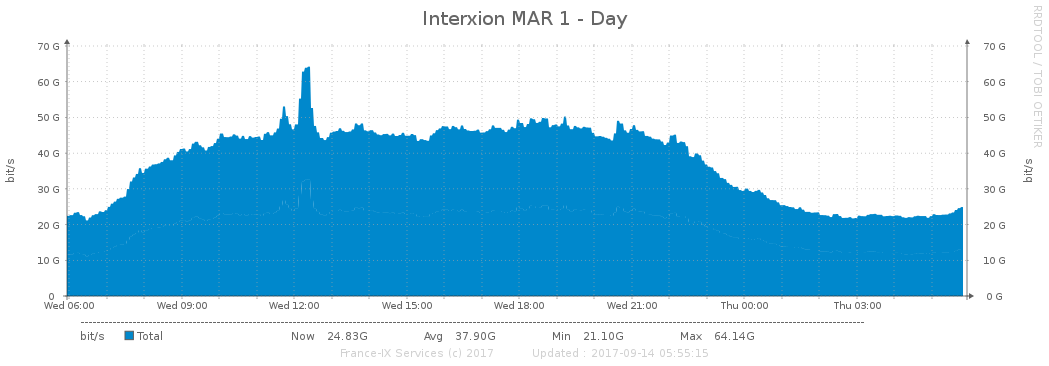 Interxion MAR 1 - Day
RRDTOOL / TOBI OETIKER
70 G 70 G
60 G 60 G
50 G 50 G
40 G 40 G
30 G 30 G
20 G 20 G
10 G 10 G
0 0 G
bit/s bit/s
Wed 06:00 Wed 09:00 Wed 12:00 Wed 15:00 Wed 18:00 Wed 21:00 Thu 00:00 Thu 03:00
bit/s Total Now 24.83G Avg 37.90G Min 21.10G Max 64.14G
France-IX Services (c) 2017 Updated : 2017-09-14 05:55:15